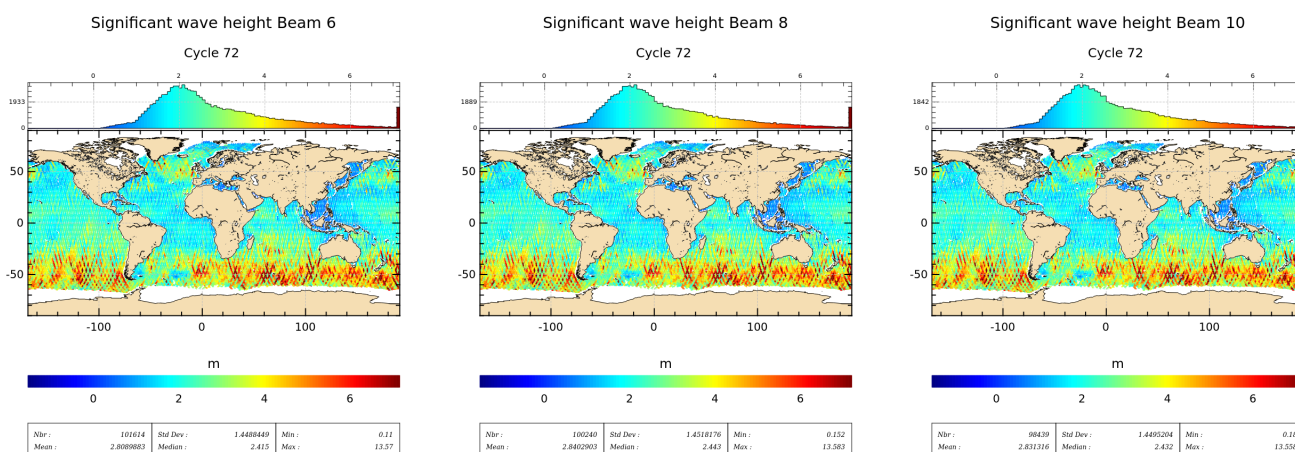 Significant wave height Beam 6
Cycle 72
0 2 4 6
1933
0
50
0
-50
-100 0 100
m
0 2 4 6
Nbr : 101614 Std Dev : 1.4488449 Min : 0.11
Mean : 2.8089883 Median : 2.415 Max : 13.57
Significant wave height Beam 8
Cycle 72
0 2 4 6
1889
0
50
0
-50
-100 0 100
m
0 2 4 6
Nbr : 100240 Std Dev : 1.4518176 Min : 0.152
Mean : 2.8402903 Median : 2.443 Max : 13.583
Significant wave height Beam 10
Cycle 72
0 2 4 6
1842
0
50
0
-50
-100 0 100
m
0 2 4 6
Nbr : 98439 Std Dev : 1.4495204 Min :
Mean : 2.831316 Median : 2.432 Max :